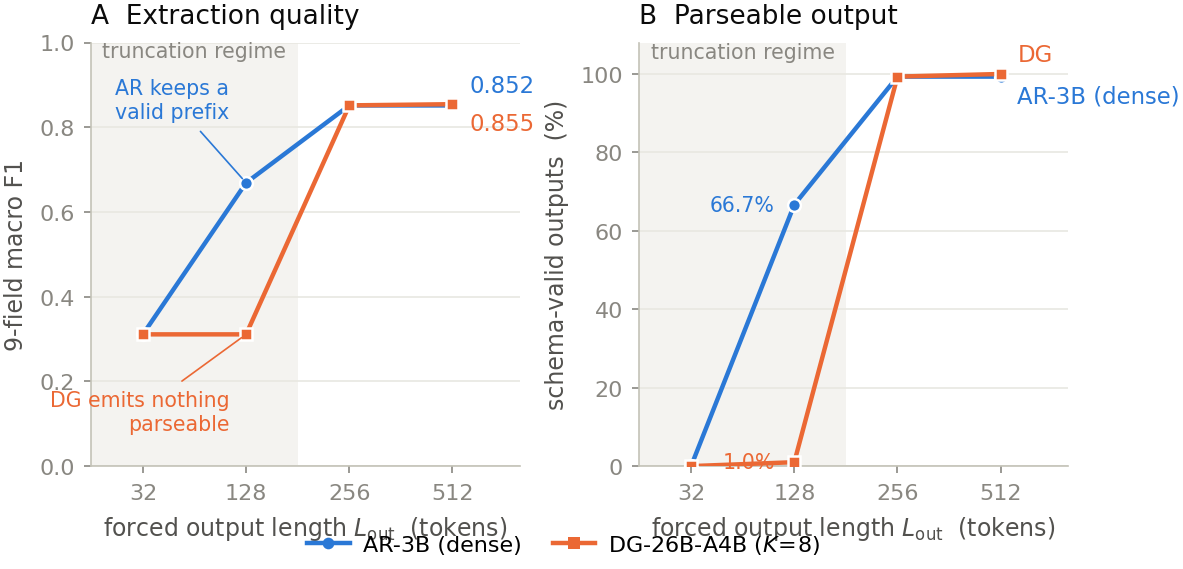 A Extraction quality
1.0
0.8
0.6
0.4
0.2
0.0
9-field macro F1
truncation regime
AR keeps a
valid prefix
0.852
0.855
DG emits nothing
parseable
32
128
256
512
forced output length L_out (tokens)
B Parseable output
100
80
60
40
20
0
schema-valid outputs (%)
truncation regime
DG
AR-3B (dense)
66.7%
1.0%
32
128
256
512
forced output length L_out (tokens)
AR-3B (dense)
DG-26B-A4B (K=8)